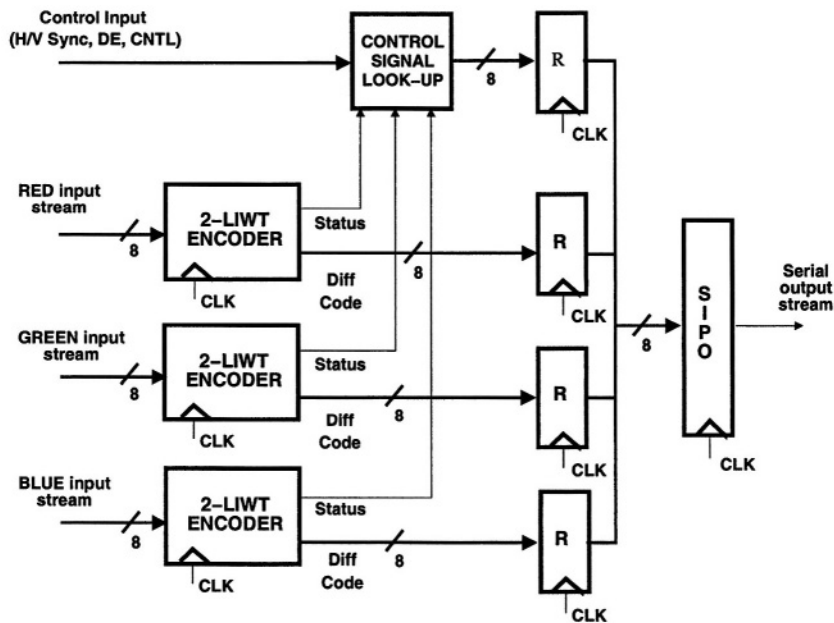 Control Input
(H/V Sync, DE, CNTL)
CONTROL
SIGNAL
LOOK-UP
8
R
CLK
RED input
stream
8
2-LIWT
ENCODER
CLK
Status
Diff
Code
8
R
CLK
GREEN input
stream
8
2-LIWT
ENCODER
CLK
Status
Diff
Code
8
R
CLK
BLUE input
stream
8
2-LIWT
ENCODER
CLK
Status
Diff
Code
8
R
CLK
8
SIPO
CLK
Serial
output
stream